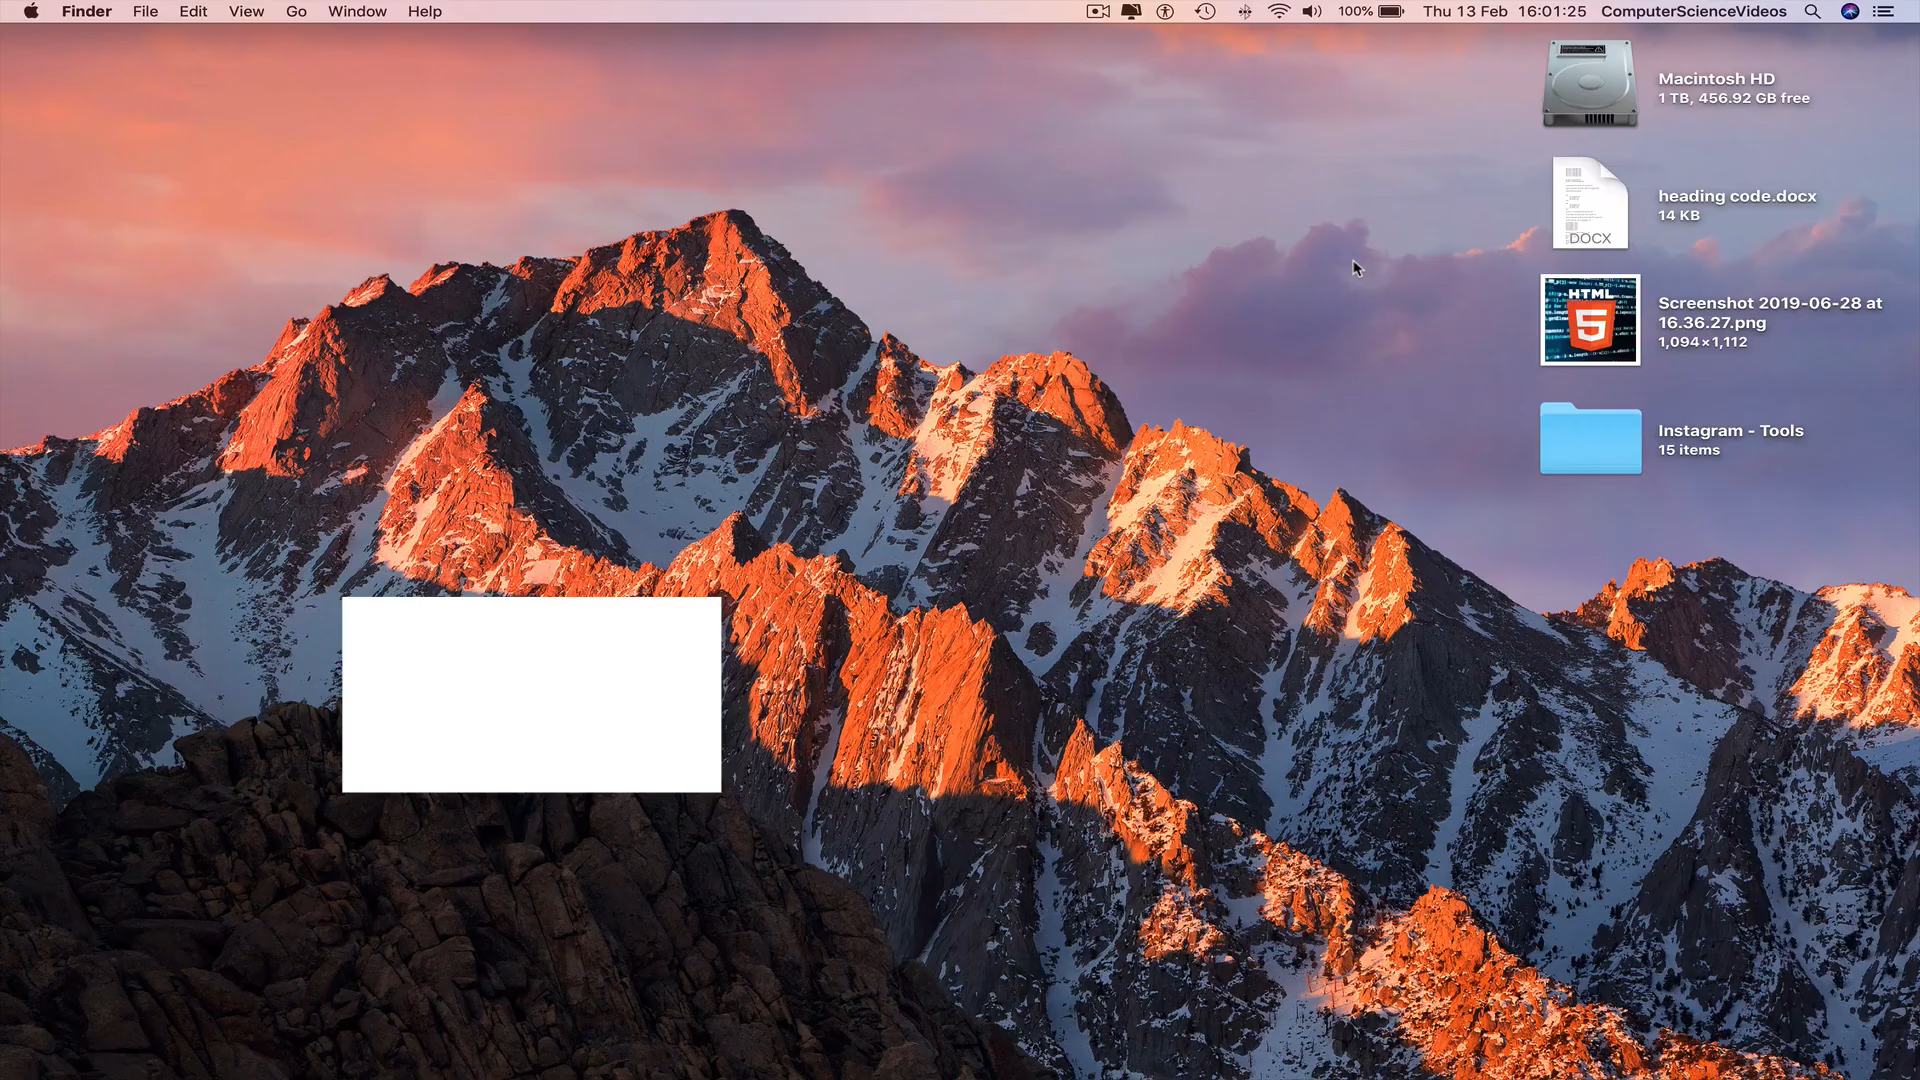 Finder File Edit View Go Window Help 100% Thu 13 Feb 16:01:25 ComputerScienceVideos
Macintosh HD
1 TB, 456.92 GB free
heading code.docx
14 KB
DOCX
HTML
5
Screenshot 2019-06-28 at
16.36.27.png
1,094×1,112
Instagram - Tools
15 items